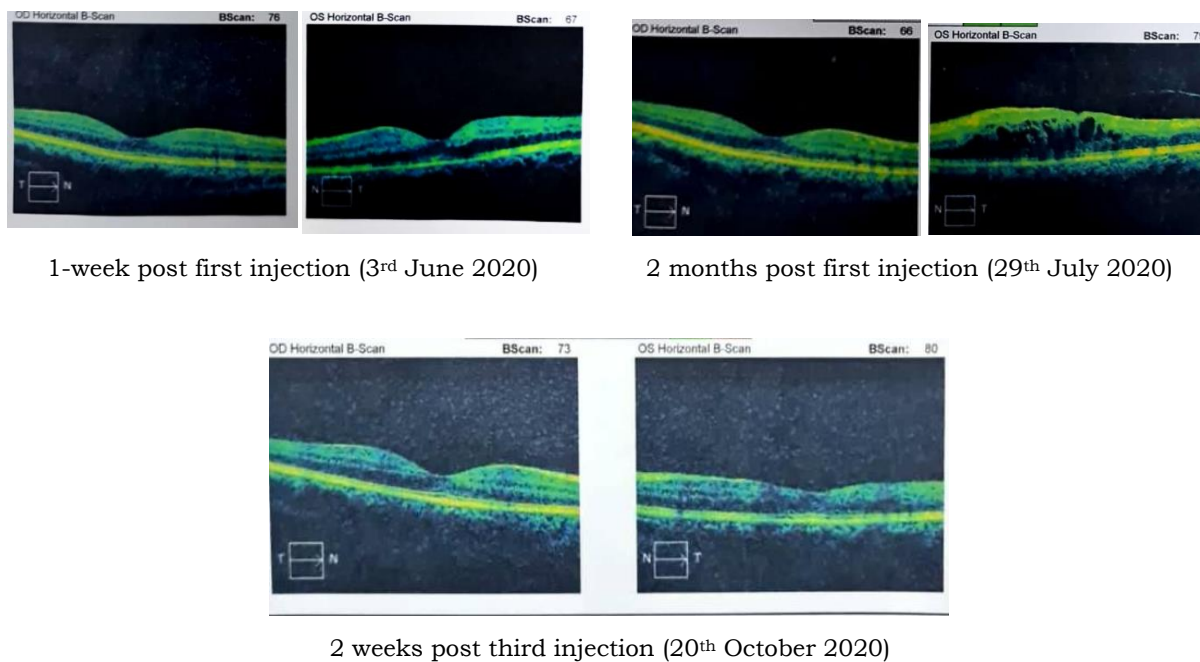 OD Horizontal B-Scan BScan: 76
OS Horizontal B-Scan BScan: 67
OD Horizontal B-Scan BScan: 66
OS Horizontal B-Scan BScan:
T N
N T
T N
N T
1-week post first injection (3rd June 2020)
2 months post first injection (29th July 2020)
OD Horizontal B-Scan BScan: 73
OS Horizontal B-Scan BScan: 80
T N
N T
2 weeks post third injection (20th October 2020)